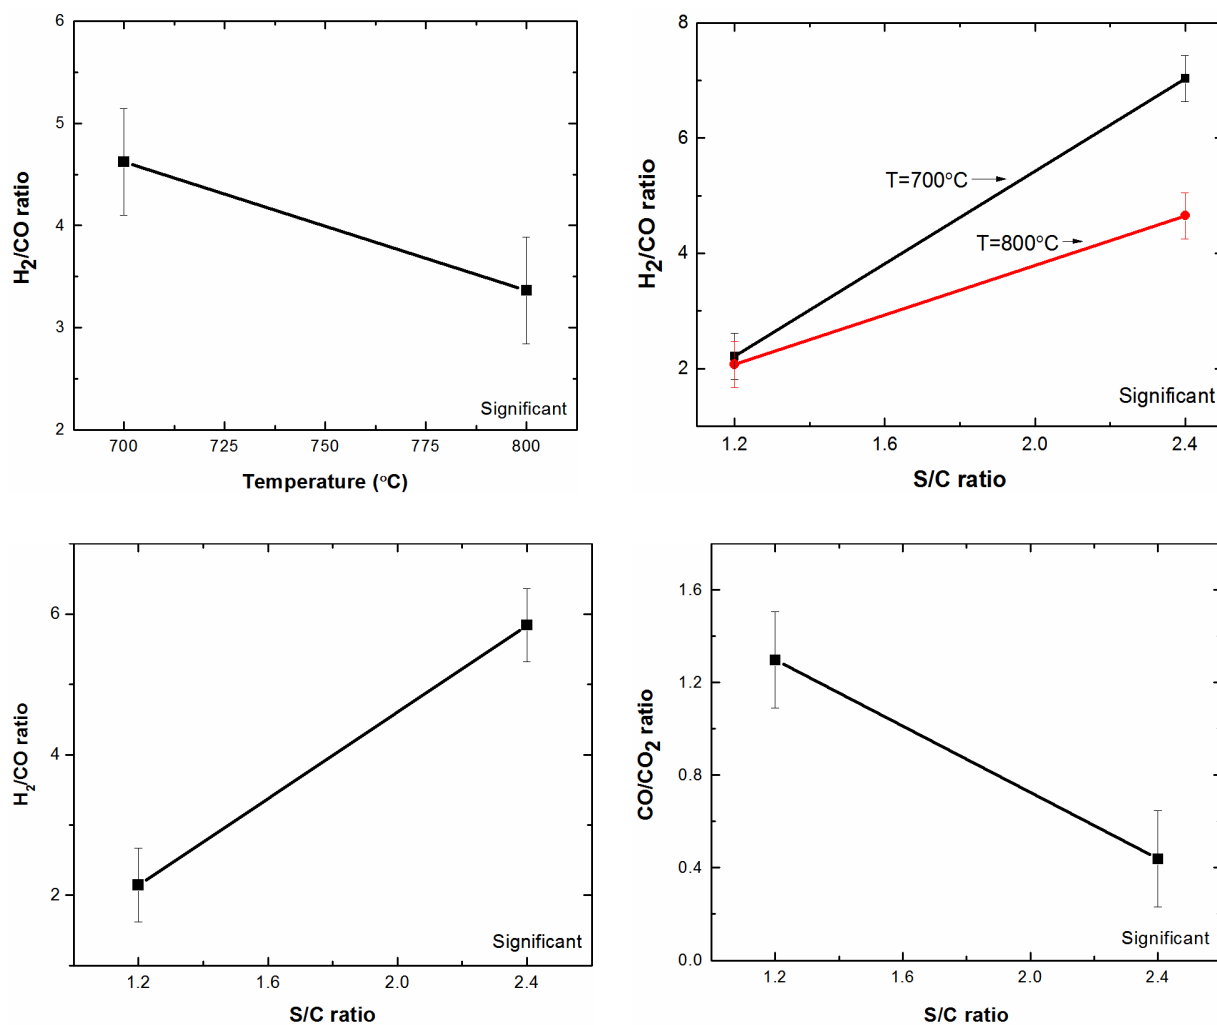 6
5
4
3
2
H2/CO ratio
Significant
700 725 750 775 800
Temperature (°C)
8
6
4
2
H2/CO ratio
T=700°C
T=800°C
Significant
1.2 1.6 2.0 2.4
S/C ratio
6
4
2
H2/CO ratio
Significant
1.2 1.6 2.0 2.4
S/C ratio
1.6
1.2
0.8
0.4
0.0
CO/CO2 ratio
Significant
1.2 1.6 2.0 2.4
S/C ratio